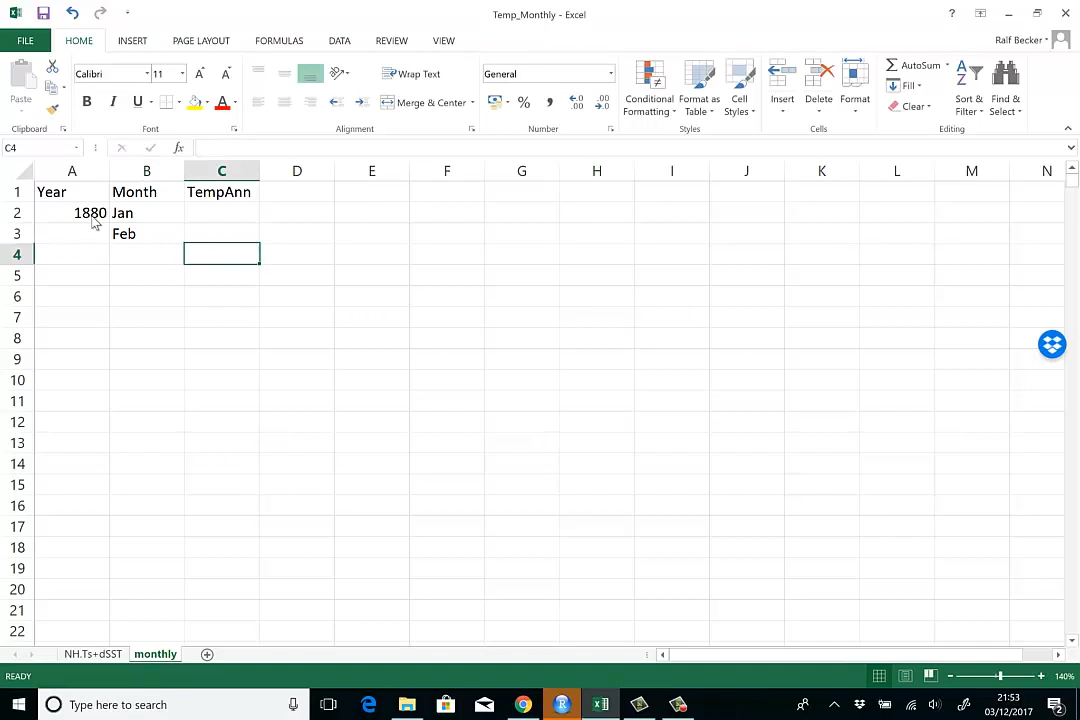 Temp_Monthly - Excel
?
FILE HOME INSERT PAGE LAYOUT FORMULAS DATA REVIEW VIEW
Ralf Becker
Paste
Calibri 11
Wrap Text
General
Conditional Formatting
Format as Table
Cell Styles
Insert
Delete
Format
AutoSum
Fill
Clear
Sort & Filter
Find & Select
B I U
A
Merge & Center
%
Clipboard Font Alignment Number Styles Cells Editing
C4
fx
A B C D E F G H I J K L M N
1 Year Month TempAnn
2 1880 Jan
3 Feb
4
5
6
7
8
9
10
11
12
13
14
15
16
17
18
19
20
21
22
NH.Ts+dSST monthly
READY
140%
Type here to search
21:53
03/12/2017
2